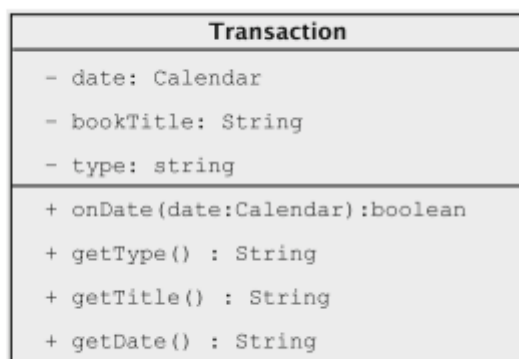 Transaction
- date: Calendar
- bookTitle: String
- type: string
+ onDate(date:Calendar):boolean
+ getType() : String
+ getTitle() : String
+ getDate() : String